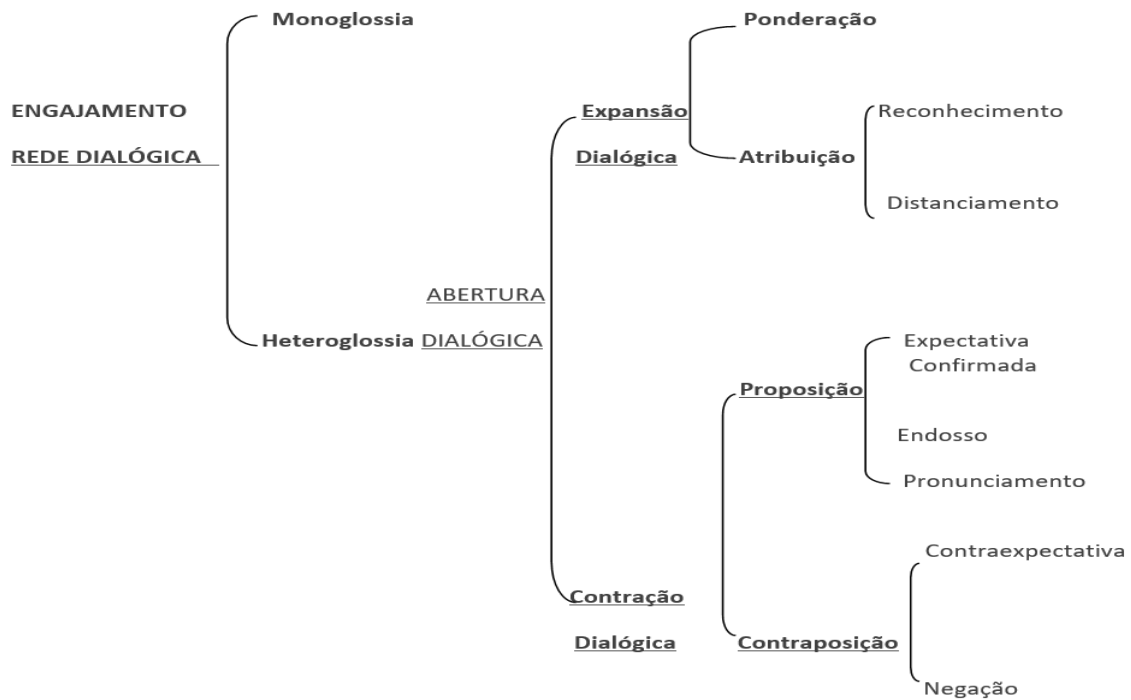 Monoglossia
Ponderação
ENGAJAMENTO
Expansão
Reconhecimento
REDE DIALÓGICA
Dialógica
Atribuição
Distanciamento
ABERTURA
Heteroglossia DIALÓGICA
Expectativa
Confirmada
Proposição
Endosso
Pronunciamento
Contraexpectativa
Contração
Dialógica
Contraposição
Negação